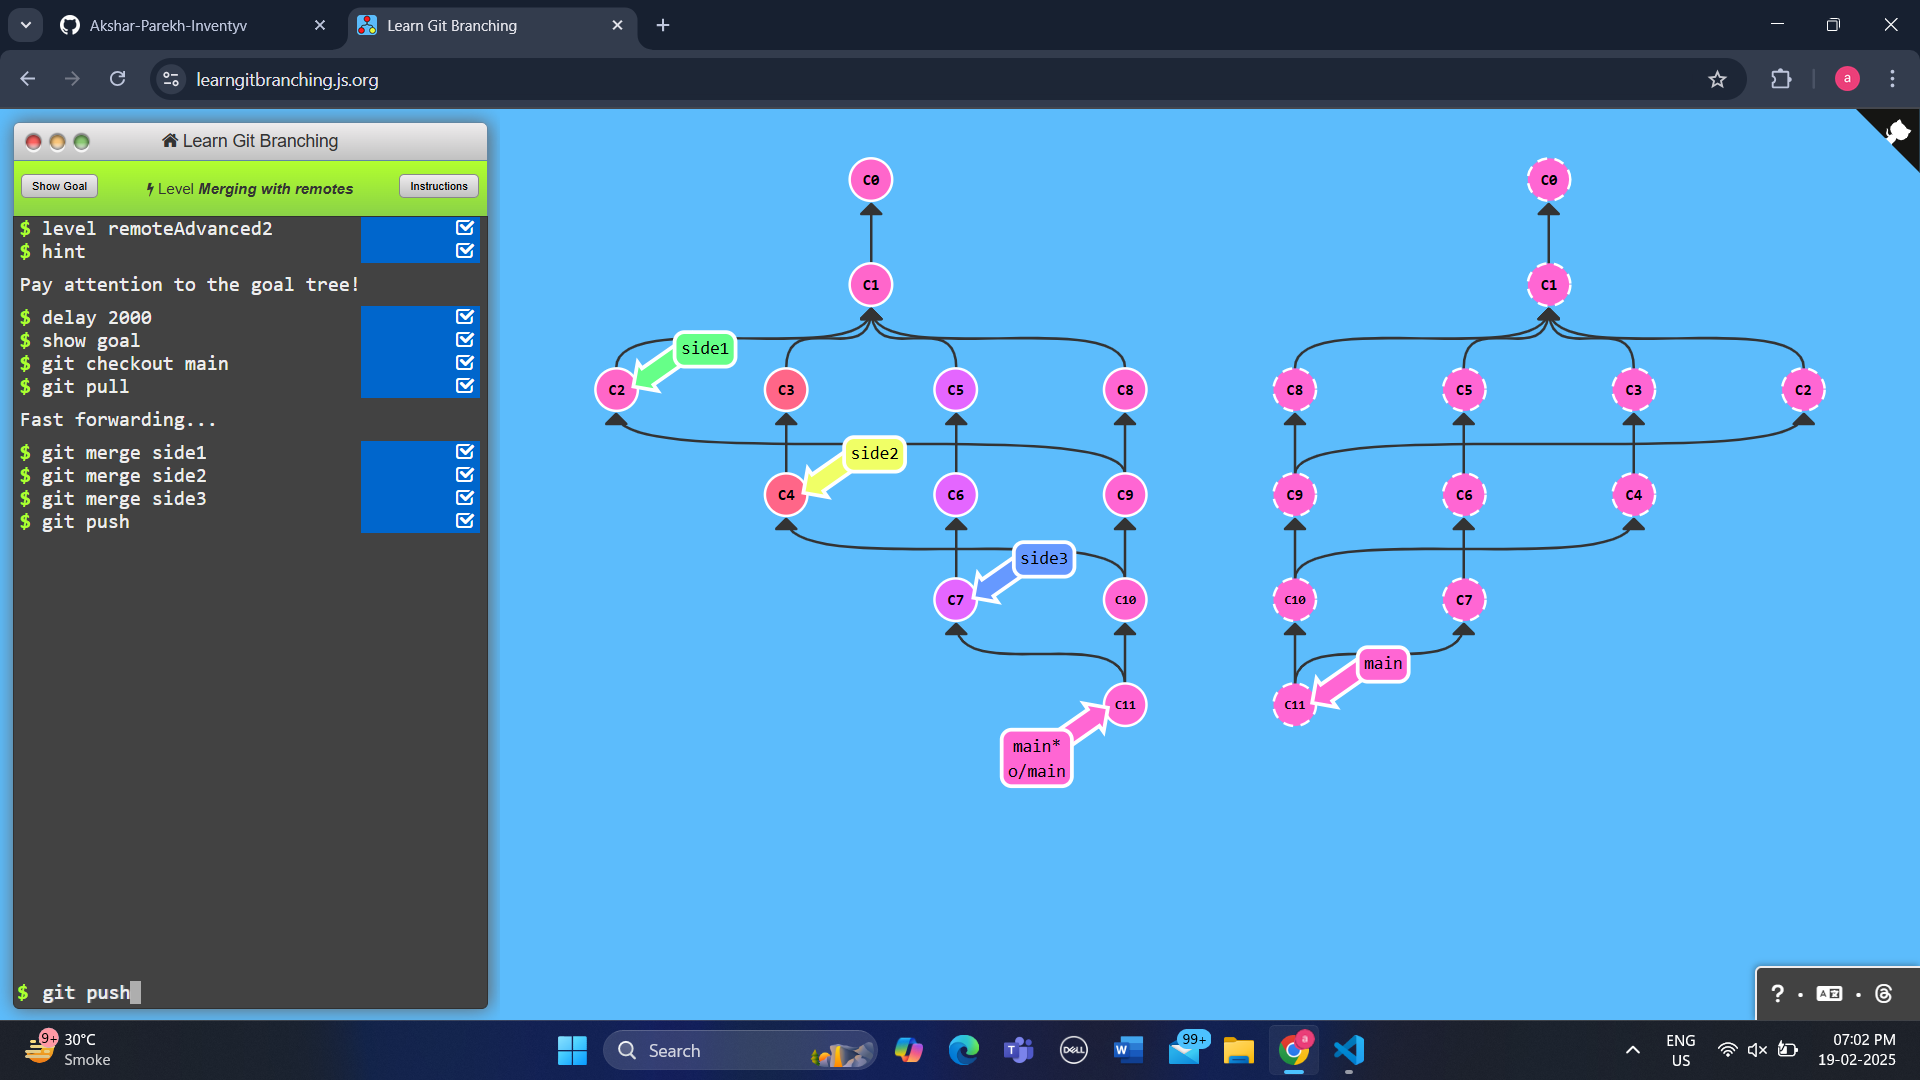 Akshar-Parekh-Inventyv
Learn Git Branching
learngitbranching.js.org
a
Learn Git Branching
Show Goal
Level Merging with remotes
Instructions
$ level remoteAdvanced2
$ hint
Pay attention to the goal tree!
$ delay 2000
$ show goal
$ git checkout main
$ git pull
Fast forwarding...
$ git merge side1
$ git merge side2
$ git merge side3
$ git push
$ git push
C0
C1
side1
C2
C3
C5
C8
side2
C4
C6
C9
side3
C7
C10
C11
main*
o/main
C0
C1
C8
C5
C3
C2
C9
C6
C4
C10
C7
main
C11
?
9+
30°C
Smoke
Search
DELL
W
99+
a
ENG
US
07:02 PM
19-02-2025